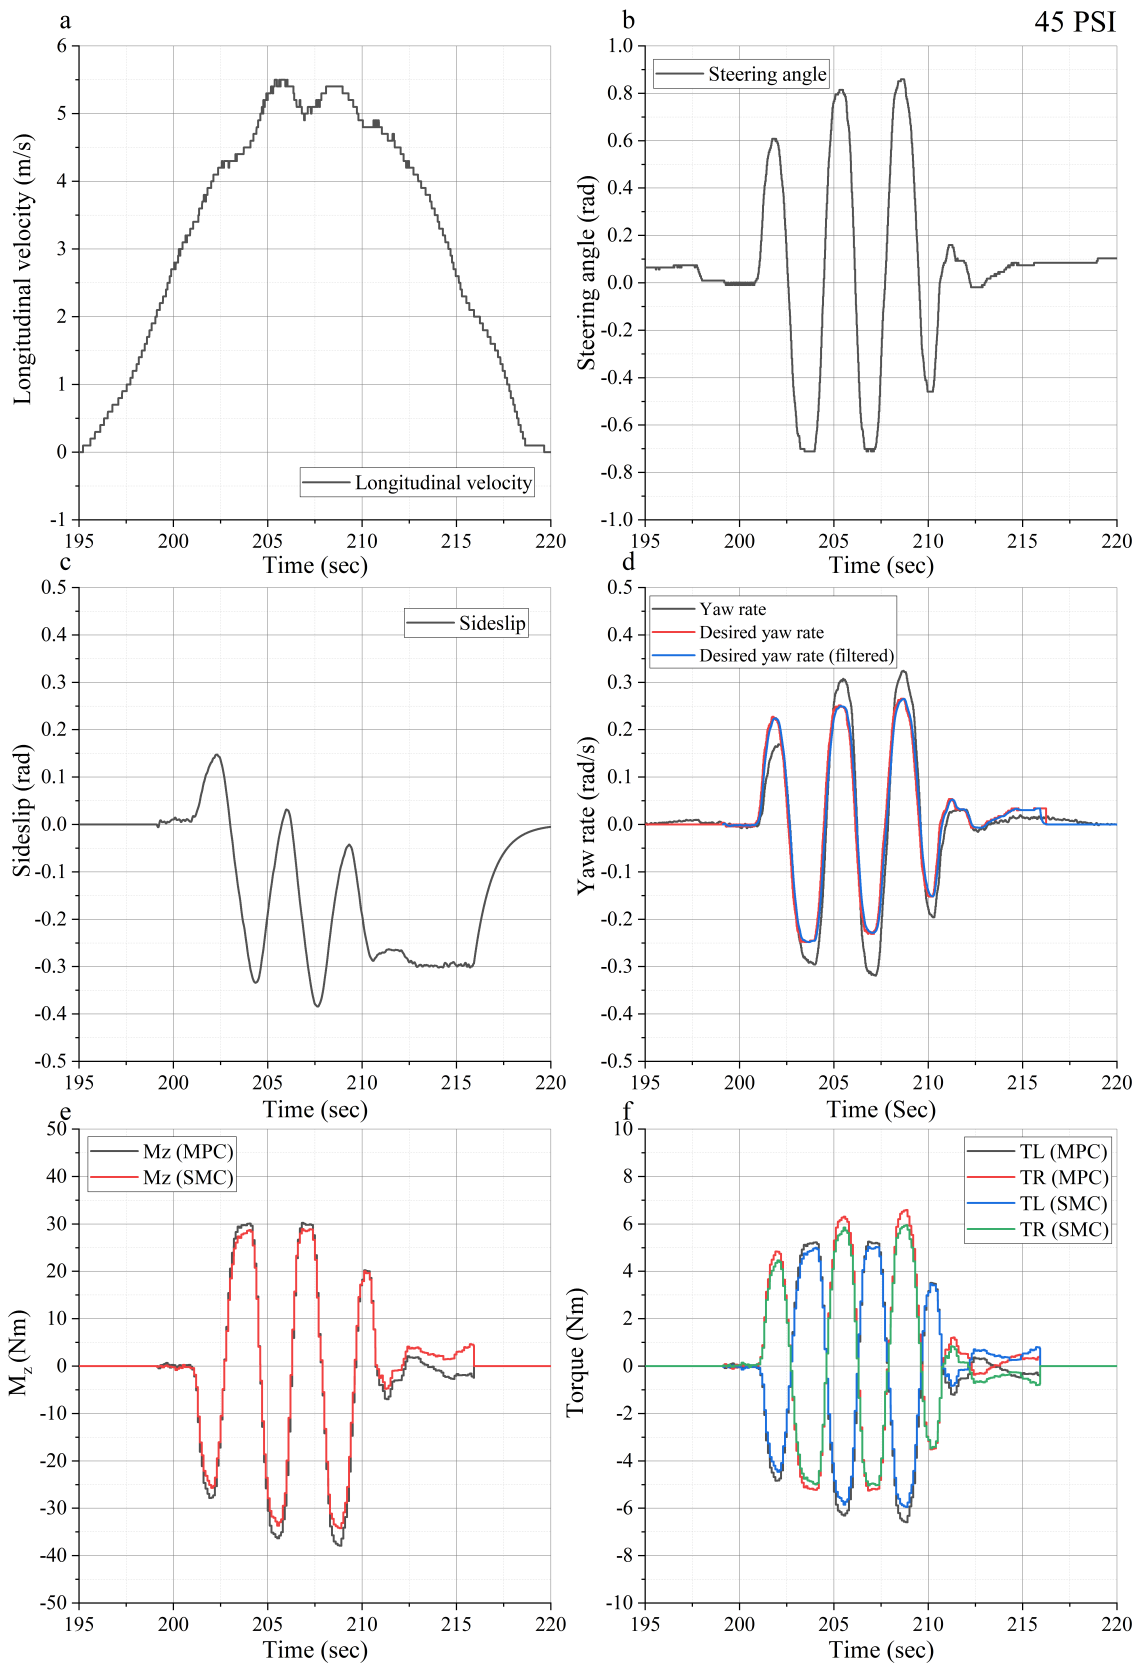 a
b
45 PSI
6
5
4
3
2
1
0
-1
Longitudinal velocity (m/s)
Longitudinal velocity
195 200 205 210 215 220
Time (sec)
1.0
0.8
0.6
0.4
0.2
0.0
-0.2
-0.4
-0.6
-0.8
-1.0
Steering angle (rad)
Steering angle
195 200 205 210 215 220
Time (sec)
c
d
0.5
0.4
0.3
0.2
0.1
0.0
-0.1
-0.2
-0.3
-0.4
-0.5
Sideslip (rad)
Sideslip
195 200 205 210 215 220
Time (sec)
0.5
0.4
0.3
0.2
0.1
0.0
-0.1
-0.2
-0.3
-0.4
-0.5
Yaw rate (rad/s)
Yaw rate
Desired yaw rate
Desired yaw rate (filtered)
195 200 205 210 215 220
Time (Sec)
e
f
50
40
30
20
10
0
-10
-20
-30
-40
-50
Mz (Nm)
Mz (MPC)
Mz (SMC)
195 200 205 210 215 220
Time (sec)
10
8
6
4
2
0
-2
-4
-6
-8
-10
Torque (Nm)
TL (MPC)
TR (MPC)
TL (SMC)
TR (SMC)
195 200 205 210 215 220
Time (sec)